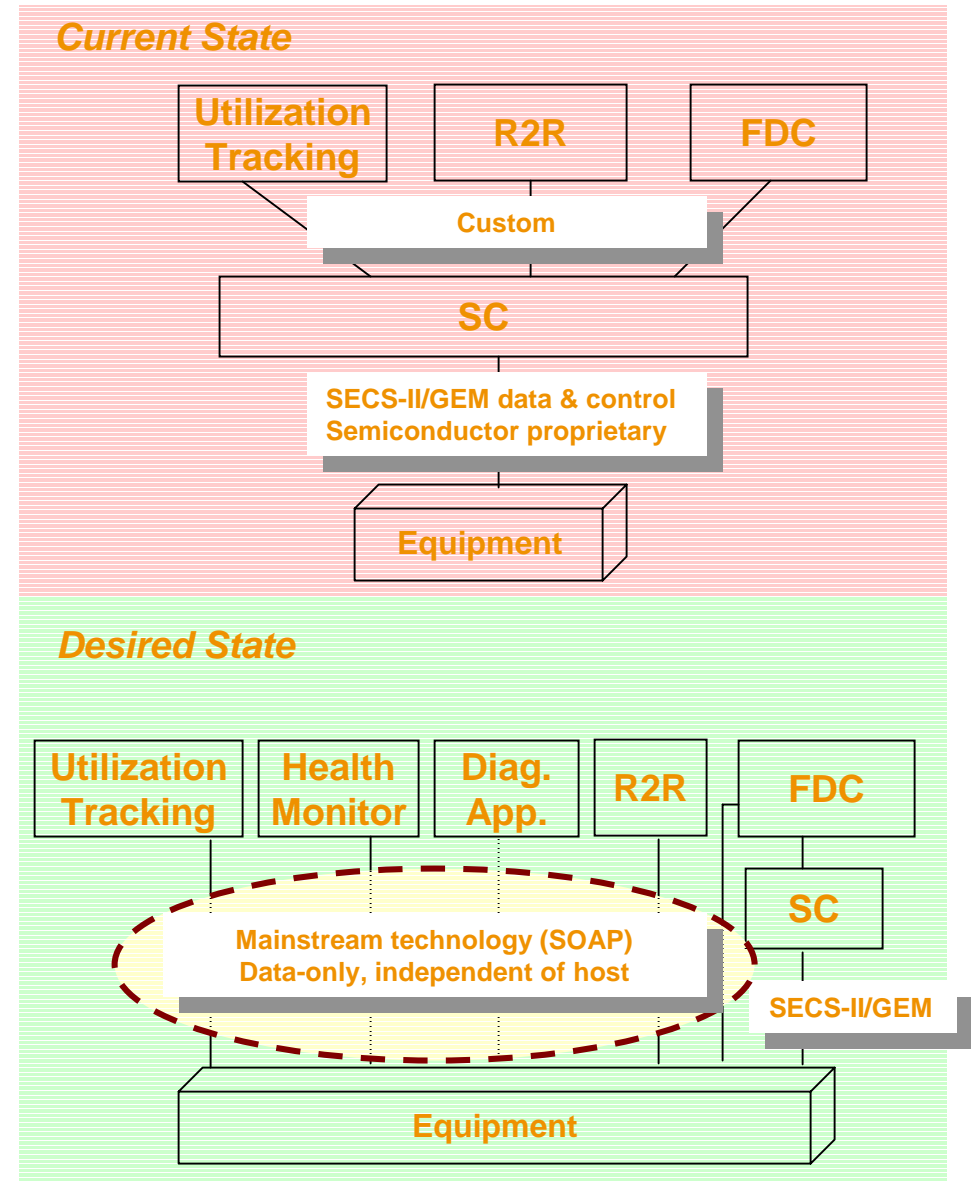 Current State
Utilization
Tracking
R2R
FDC
Custom
SC
SECS-II/GEM data & control
Semiconductor proprietary
Equipment
Desired State
Utilization
Tracking
Health
Monitor
Diag.
App.
R2R
FDC
SC
Mainstream technology (SOAP)
Data-only, independent of host
SECS-II/GEM
Equipment